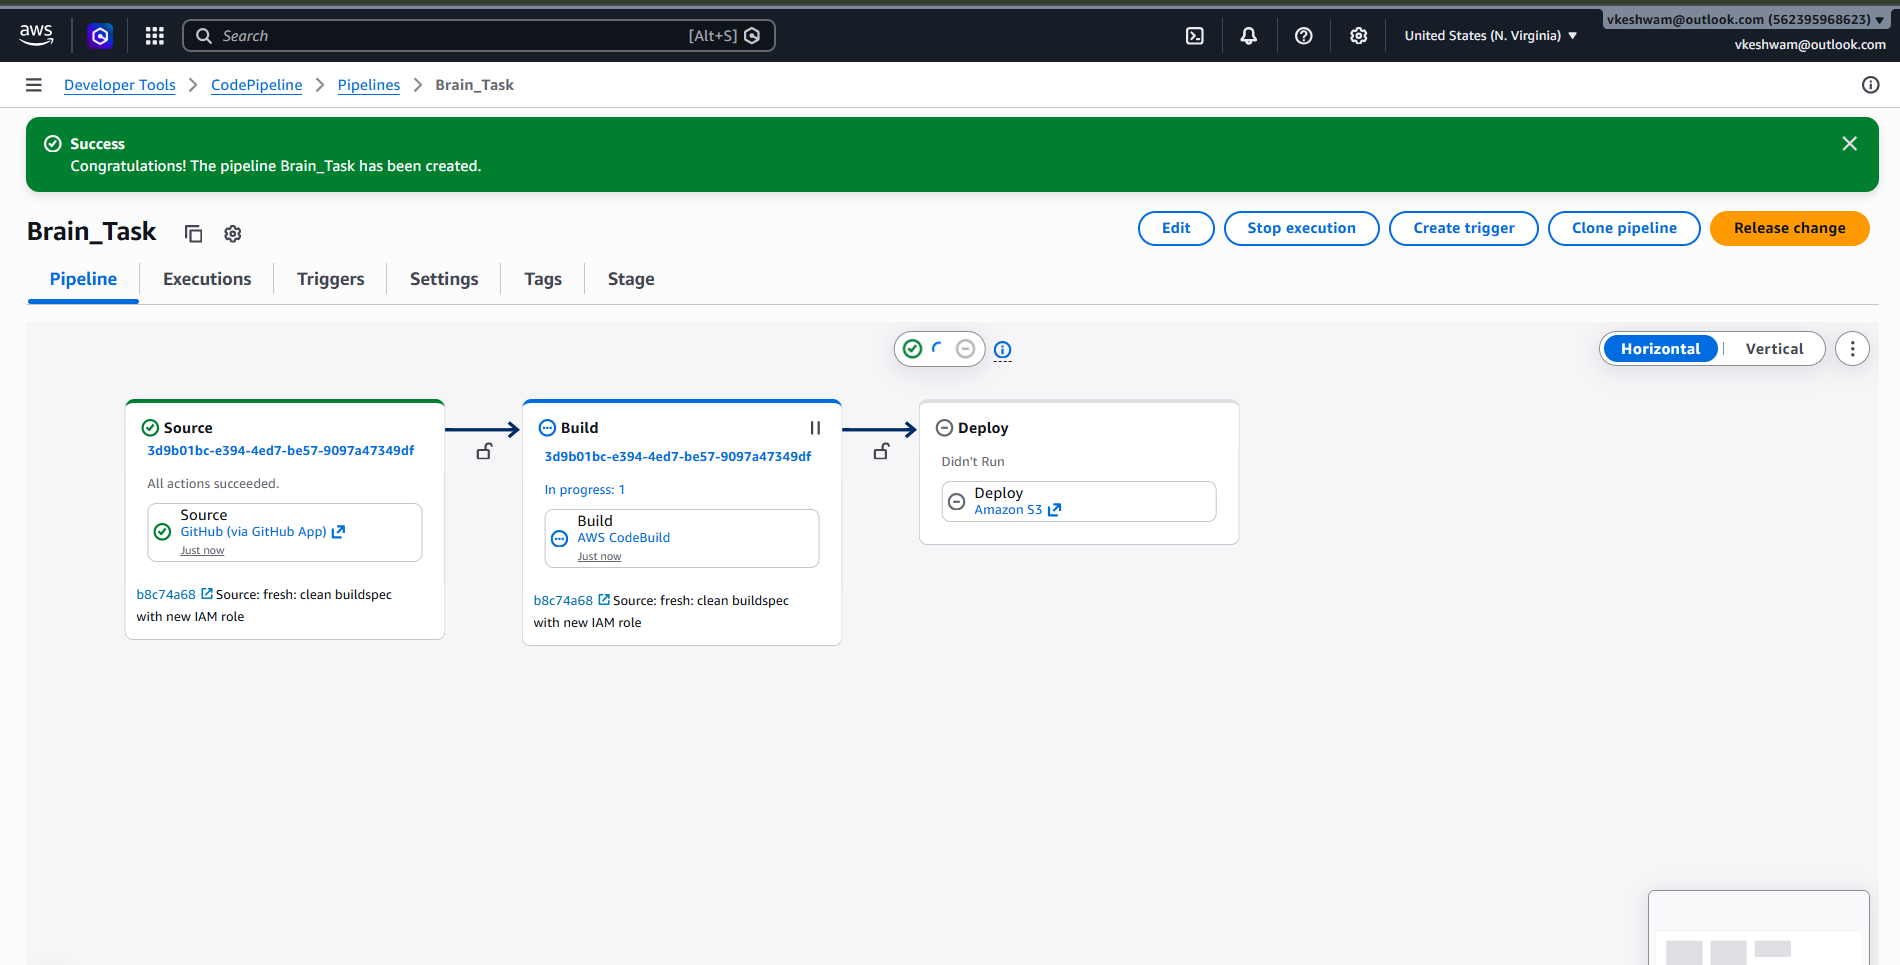 aws
Search
[Alt+S]
United States (N. Virginia) ▼
vkeshwam@outlook.com (562395968623) ▼
vkeshwam@outlook.com
Developer Tools
CodePipeline
Pipelines
Brain_Task
Success
Congratulations! The pipeline Brain_Task has been created.
Brain_Task
Edit
Stop execution
Create trigger
Clone pipeline
Release change
Pipeline
Executions
Triggers
Settings
Tags
Stage
Horizontal
Vertical
Source
3d9b01bc-e394-4ed7-be57-9097a47349df
All actions succeeded.
Source
GitHub (via GitHub App)
Just now
b8c74a68 Source: fresh: clean buildspec
with new IAM role
Build
3d9b01bc-e394-4ed7-be57-9097a47349df
In progress: 1
Build
AWS CodeBuild
Just now
b8c74a68 Source: fresh: clean buildspec
with new IAM role
Deploy
Didn't Run
Deploy
Amazon S3